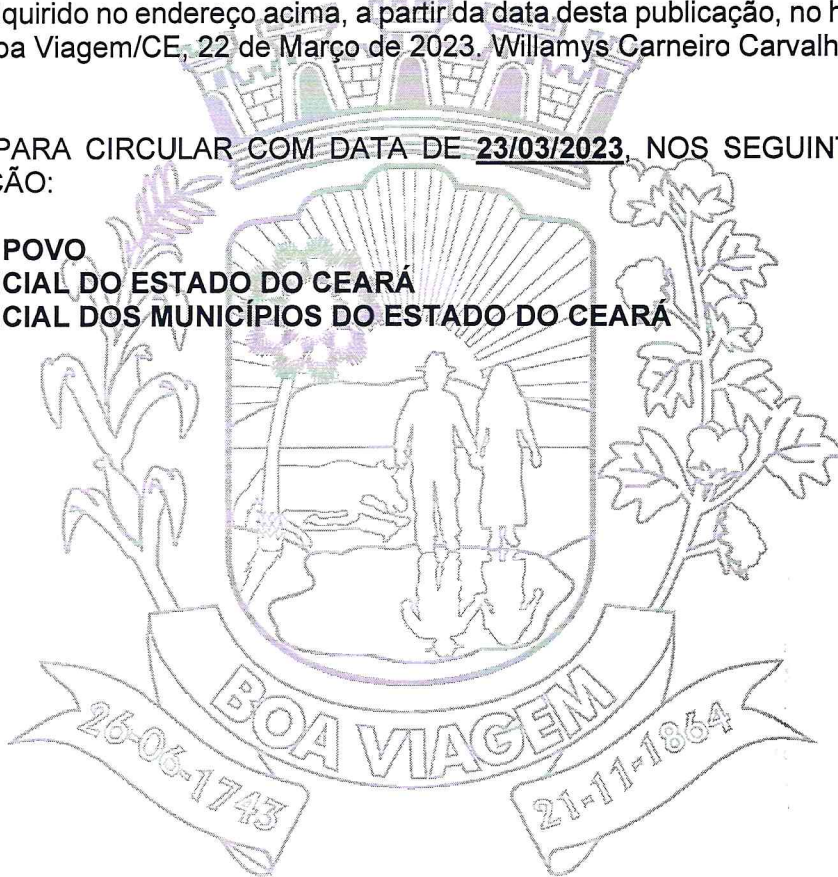 quirido no endereço acima, a partir da data desta publicação, no h
oa Viagem/CE, 22 de Março de 2023. Willamys Carneiro Carvalh
PARA CIRCULAR COM DATA DE 23/03/2023, NOS SEGUINT
ÇÃO:
POVO
CIAL DO ESTADO DO CEARÁ
CIAL DOS MUNICÍPIOS DO ESTADO DO CEARÁ
BOA VIAGEM
26-06-1743
21-11-1864